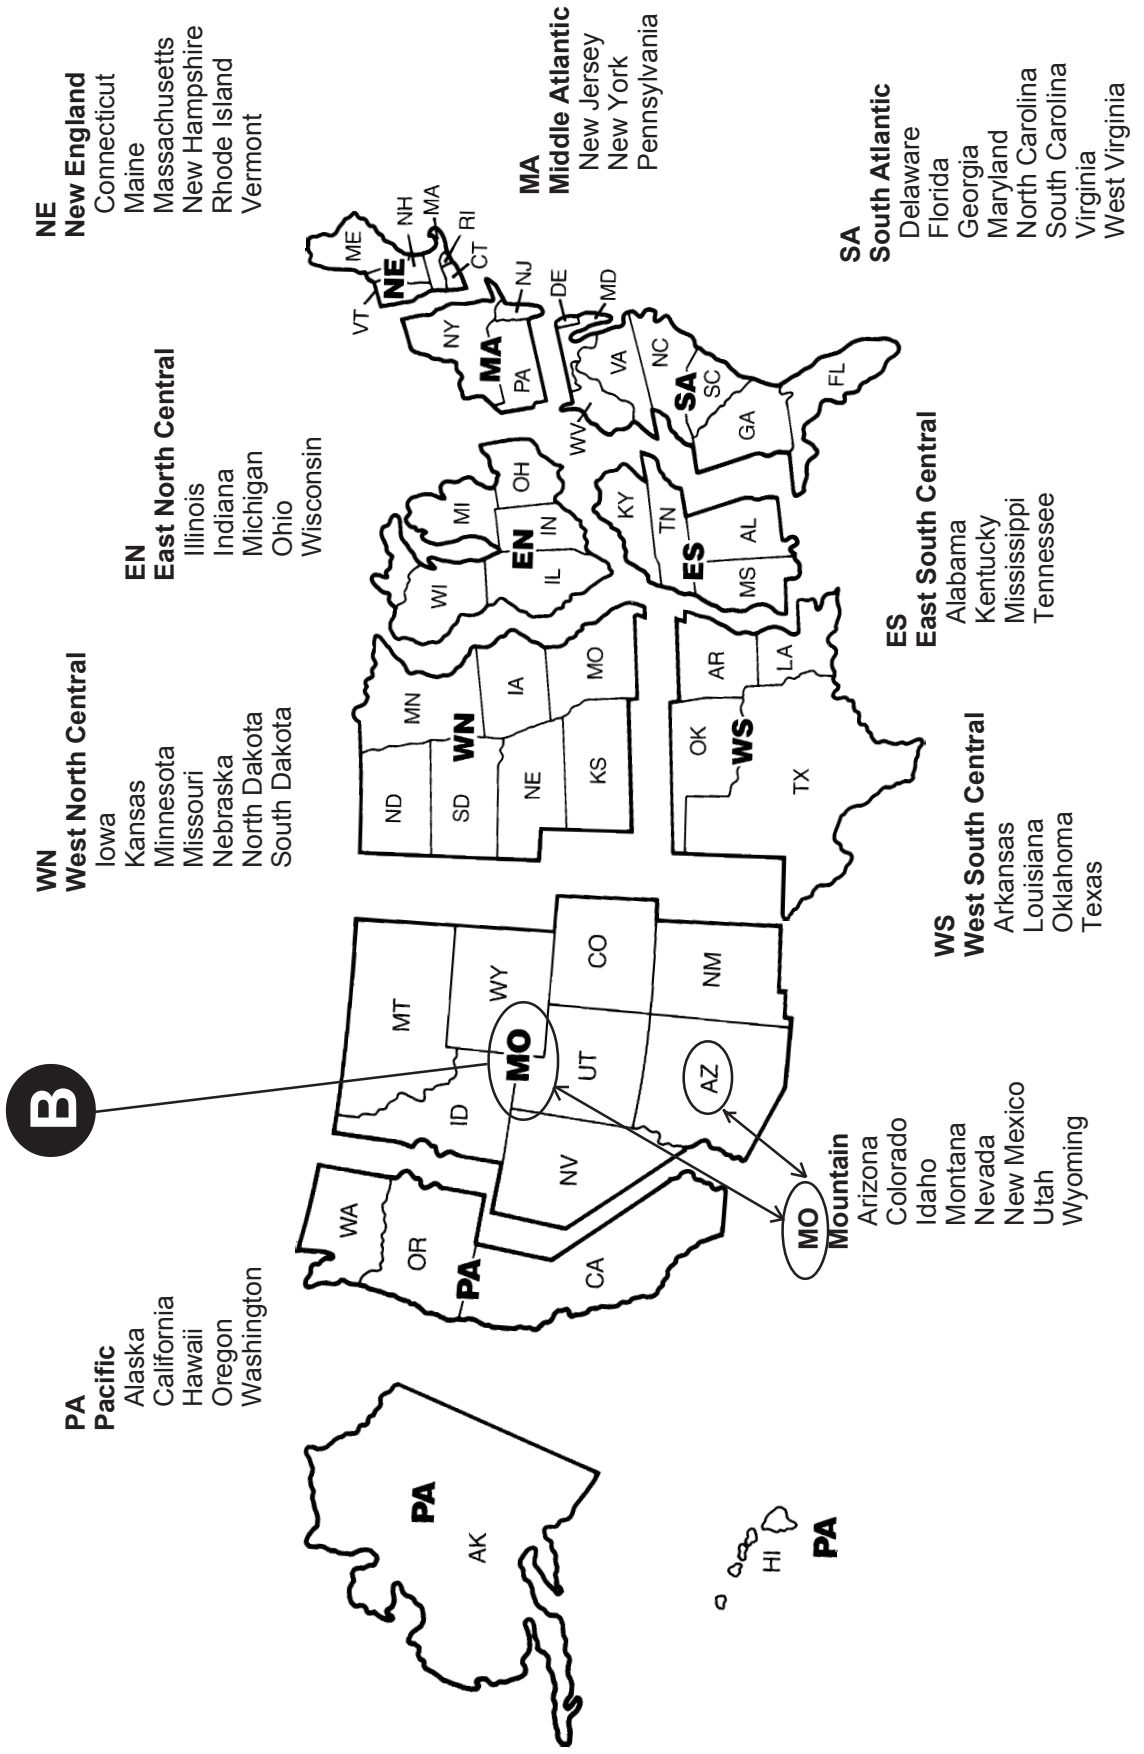 B
PA
Pacific
Alaska
California
Hawaii
Oregon
Washington
WN
West North Central
Iowa
Kansas
Minnesota
Missouri
Nebraska
North Dakota
South Dakota
EN
East North Central
Illinois
Indiana
Michigan
Ohio
Wisconsin
NE
New England
Connecticut
Maine
Massachusetts
New Hampshire
Rhode Island
Vermont
PA
AK
HI
PA
WA
OR
PA
CA
MT
ID
WY
MO
NV
UT
CO
AZ
NM
ND
MN
SD
WN
IA
NE
KS
MO
OK
AR
WS
TX
LA
WI
MI
EN
IL
IN
OH
KY
TN
ES
MS
AL
VT
ME
NH
NE
MA
RI
CT
NY
MA
PA
NJ
DE
MD
WV
VA
NC
SA
SC
GA
FL
MA
Middle Atlantic
New Jersey
New York
Pennsylvania
MO
Mountain
Arizona
Colorado
Idaho
Montana
Nevada
New Mexico
Utah
Wyoming
WS
West South Central
Arkansas
Louisiana
Oklahoma
Texas
ES
East South Central
Alabama
Kentucky
Mississippi
Tennessee
SA
South Atlantic
Delaware
Florida
Georgia
Maryland
North Carolina
South Carolina
Virginia
West Virginia